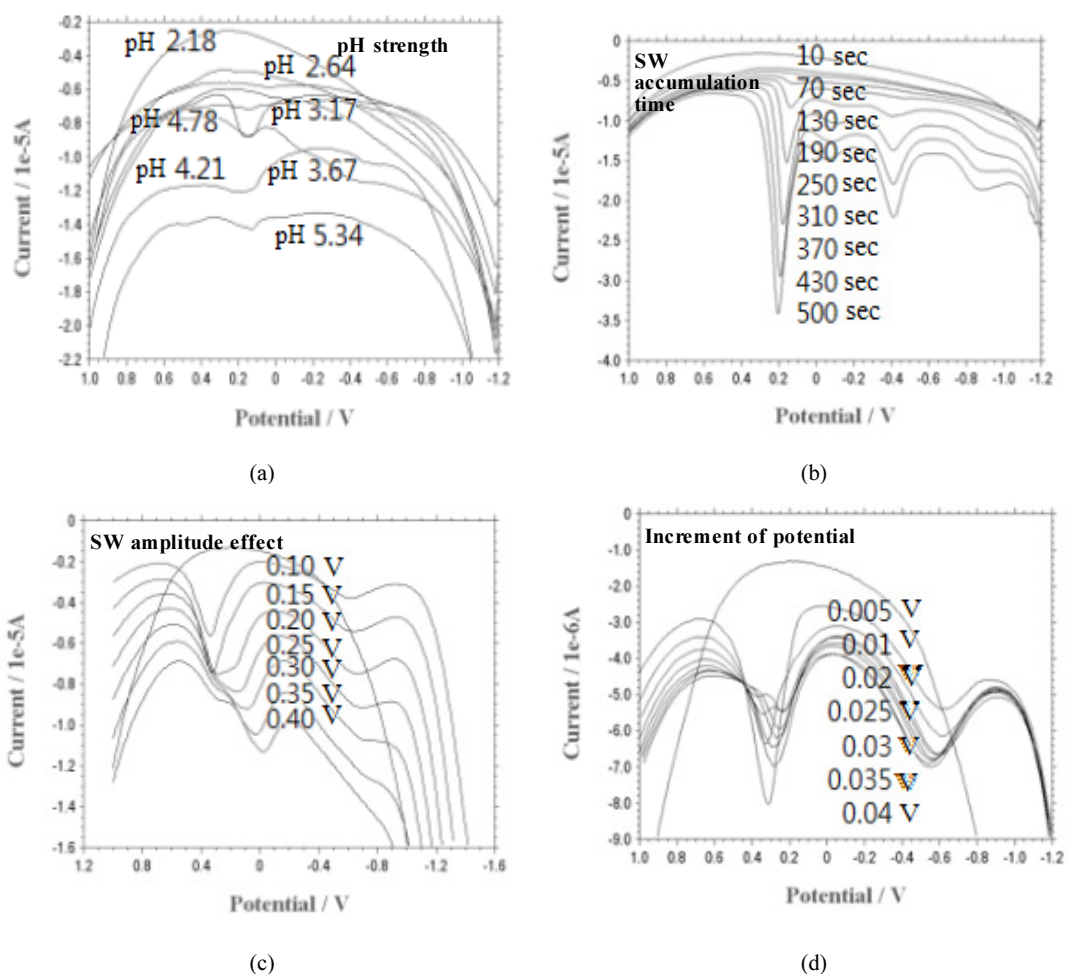 -0.2
-0.4
-0.6
-0.8
-1.0
-1.2
-1.4
-1.6
-1.8
-2.0
-2.2
1.0 0.8 0.6 0.4 0.2 0 -0.2 -0.4 -0.6 -0.8 -1.0 -1.2
Current / 1e-5A
Potential / V
pH strength
pH 2.18
pH 2.64
pH 3.17
pH 4.78
pH 4.21
pH 3.67
pH 5.34
(a)
0
-0.5
-1.0
-1.5
-2.0
-2.5
-3.0
-3.5
-4.0
1.0 0.8 0.6 0.4 0.2 0 -0.2 -0.4 -0.6 -0.8 -1.0 -1.2
Current / 1e-5A
Potential / V
SW
accumulation
time
10 sec
70 sec
130 sec
190 sec
250 sec
310 sec
370 sec
430 sec
500 sec
(b)
0
-0.2
-0.4
-0.6
-0.8
-1.0
-1.2
-1.4
-1.6
1.2 0.8 0.4 0 -0.4 -0.8 -1.2 -1.6
Current / 1e-5A
Potential / V
SW amplitude effect
0.10 V
0.15 V
0.20 V
0.25 V
0.30 V
0.35 V
0.40 V
(c)
0
-1.0
-2.0
-3.0
-4.0
-5.0
-6.0
-7.0
-8.0
-9.0
1.0 0.8 0.6 0.4 0.2 0 -0.2 -0.4 -0.6 -0.8 -1.0 -1.2
Current / 1e-6A
Potential / V
Increment of potential
0.005 V
0.01 V
0.02 V
0.025 V
0.03 V
0.035 V
0.04 V
(d)